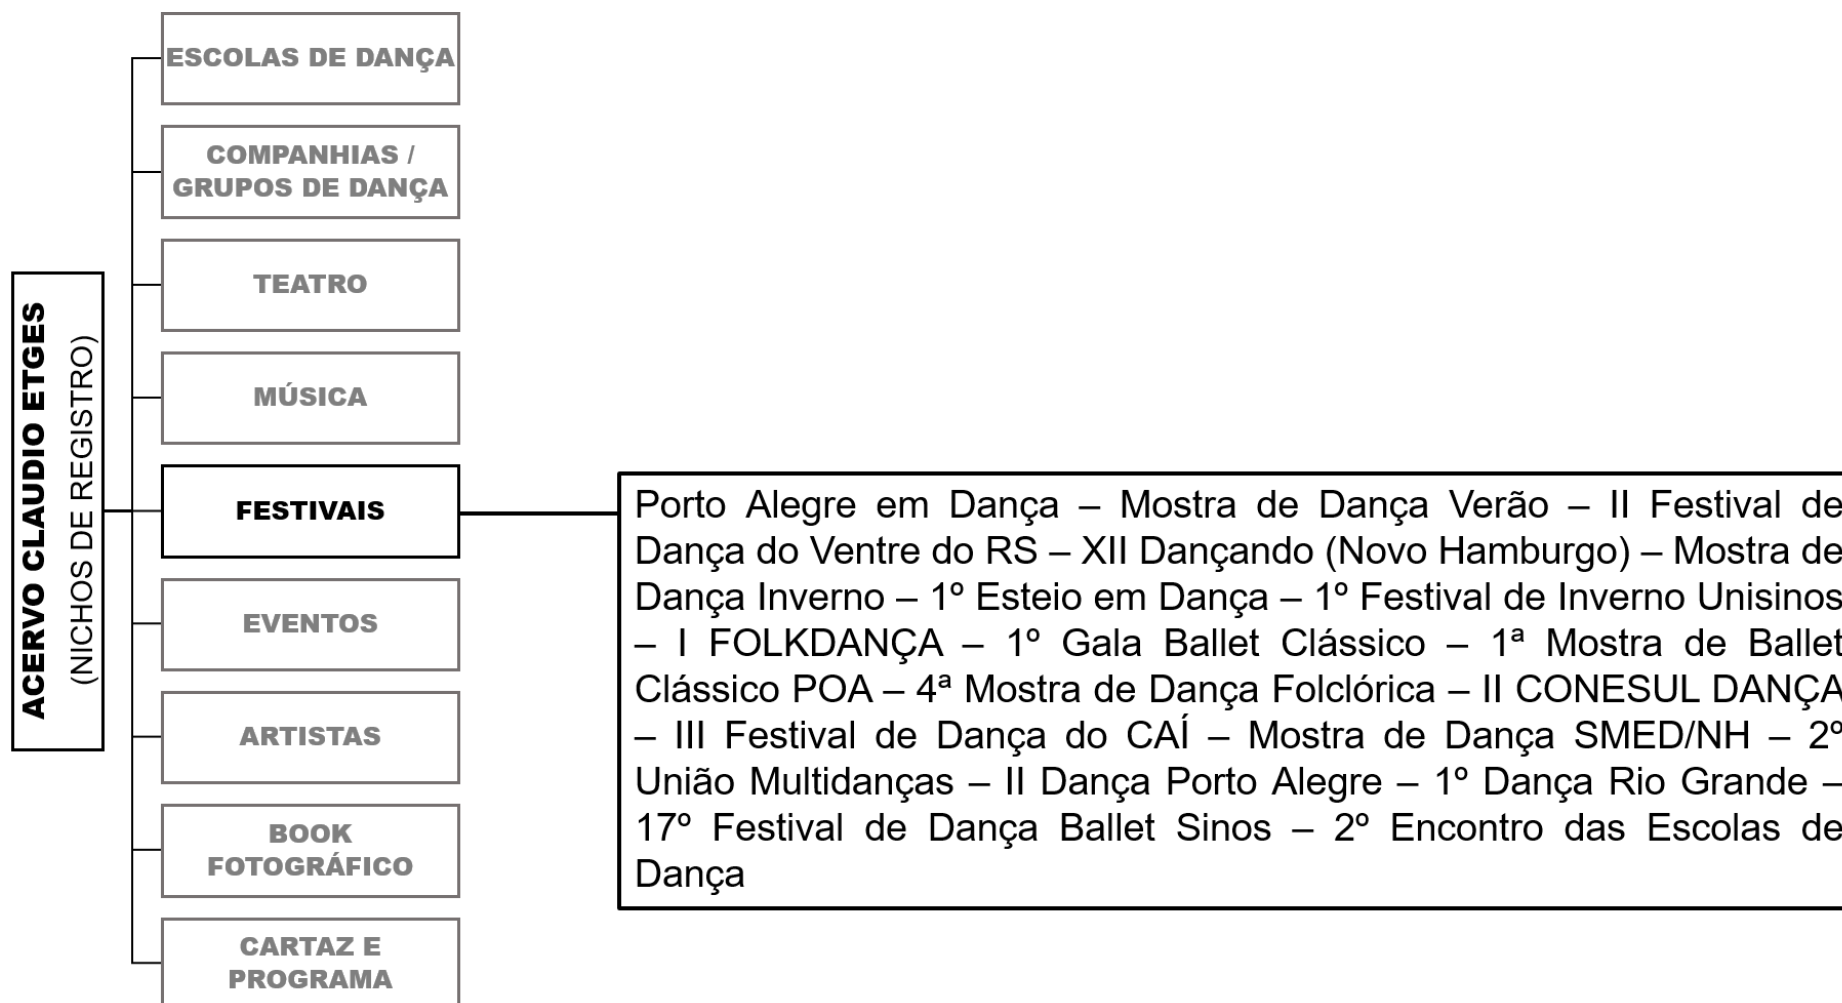 ACERVO CLAUDIO ETGES
(NICHOS DE REGISTRO)
ESCOLAS DE DANÇA
COMPANHIAS /
GRUPOS DE DANÇA
TEATRO
MÚSICA
FESTIVAIS
EVENTOS
ARTISTAS
BOOK
FOTOGRÁFICO
CARTAZ E
PROGRAMA
Porto Alegre em Dança – Mostra de Dança Verão – II Festival de
Dança do Ventre do RS – XII Dançando (Novo Hamburgo) – Mostra de
Dança Inverno – 1º Esteio em Dança – 1º Festival de Inverno Unisinos
– I FOLKDANÇA – 1º Gala Ballet Clássico – 1ª Mostra de Ballet
Clássico POA – 4ª Mostra de Dança Folclórica – II CONESUL DANÇA
– III Festival de Dança do CAÍ – Mostra de Dança SMED/NH – 2º
União Multidanças – II Dança Porto Alegre – 1º Dança Rio Grande –
17º Festival de Dança Ballet Sinos – 2º Encontro das Escolas de
Dança